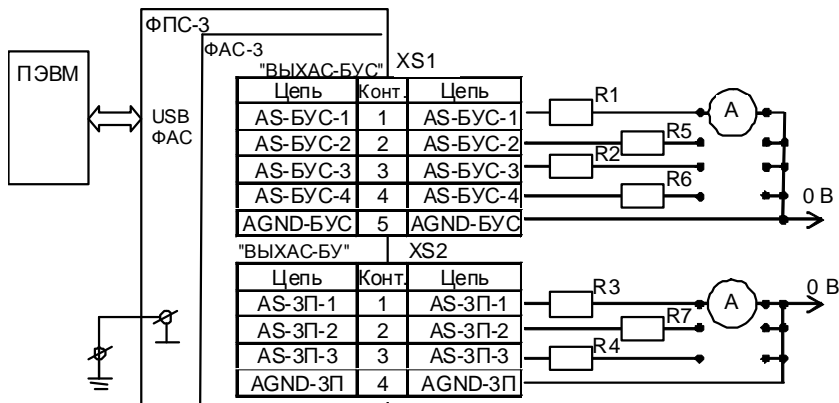 ФПС-3
ФАС-3
ПЭВМ
USB
ФАС
"ВЫХАС-БУС" XS1
Цепь Конт. Цепь
AS-БУС-1 1 AS-БУС-1
AS-БУС-2 2 AS-БУС-2
AS-БУС-3 3 AS-БУС-3
AS-БУС-4 4 AS-БУС-4
AGND-БУС 5 AGND-БУС
R1
A
R5
R2
R6
0 В
"ВЫХАС-БУ" XS2
Цепь Конт. Цепь
AS-ЗП-1 1 AS-ЗП-1
AS-ЗП-2 2 AS-ЗП-2
AS-ЗП-3 3 AS-ЗП-3
AGND-ЗП 4 AGND-ЗП
R3
A
R7
R4
0 В